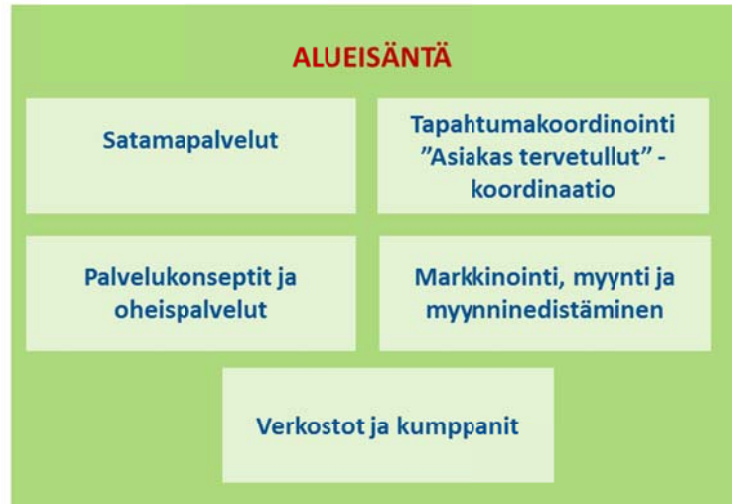 ALUEISÄNTÄ
Satamapalvelut
Tapahtumakoordinointi
”Asiakas tervetullut” -
koordinaatio
Palvelukonseptit ja
oheispalvelut
Markkinointi, myynti ja
myynninedistäminen
Verkostot ja kumppanit